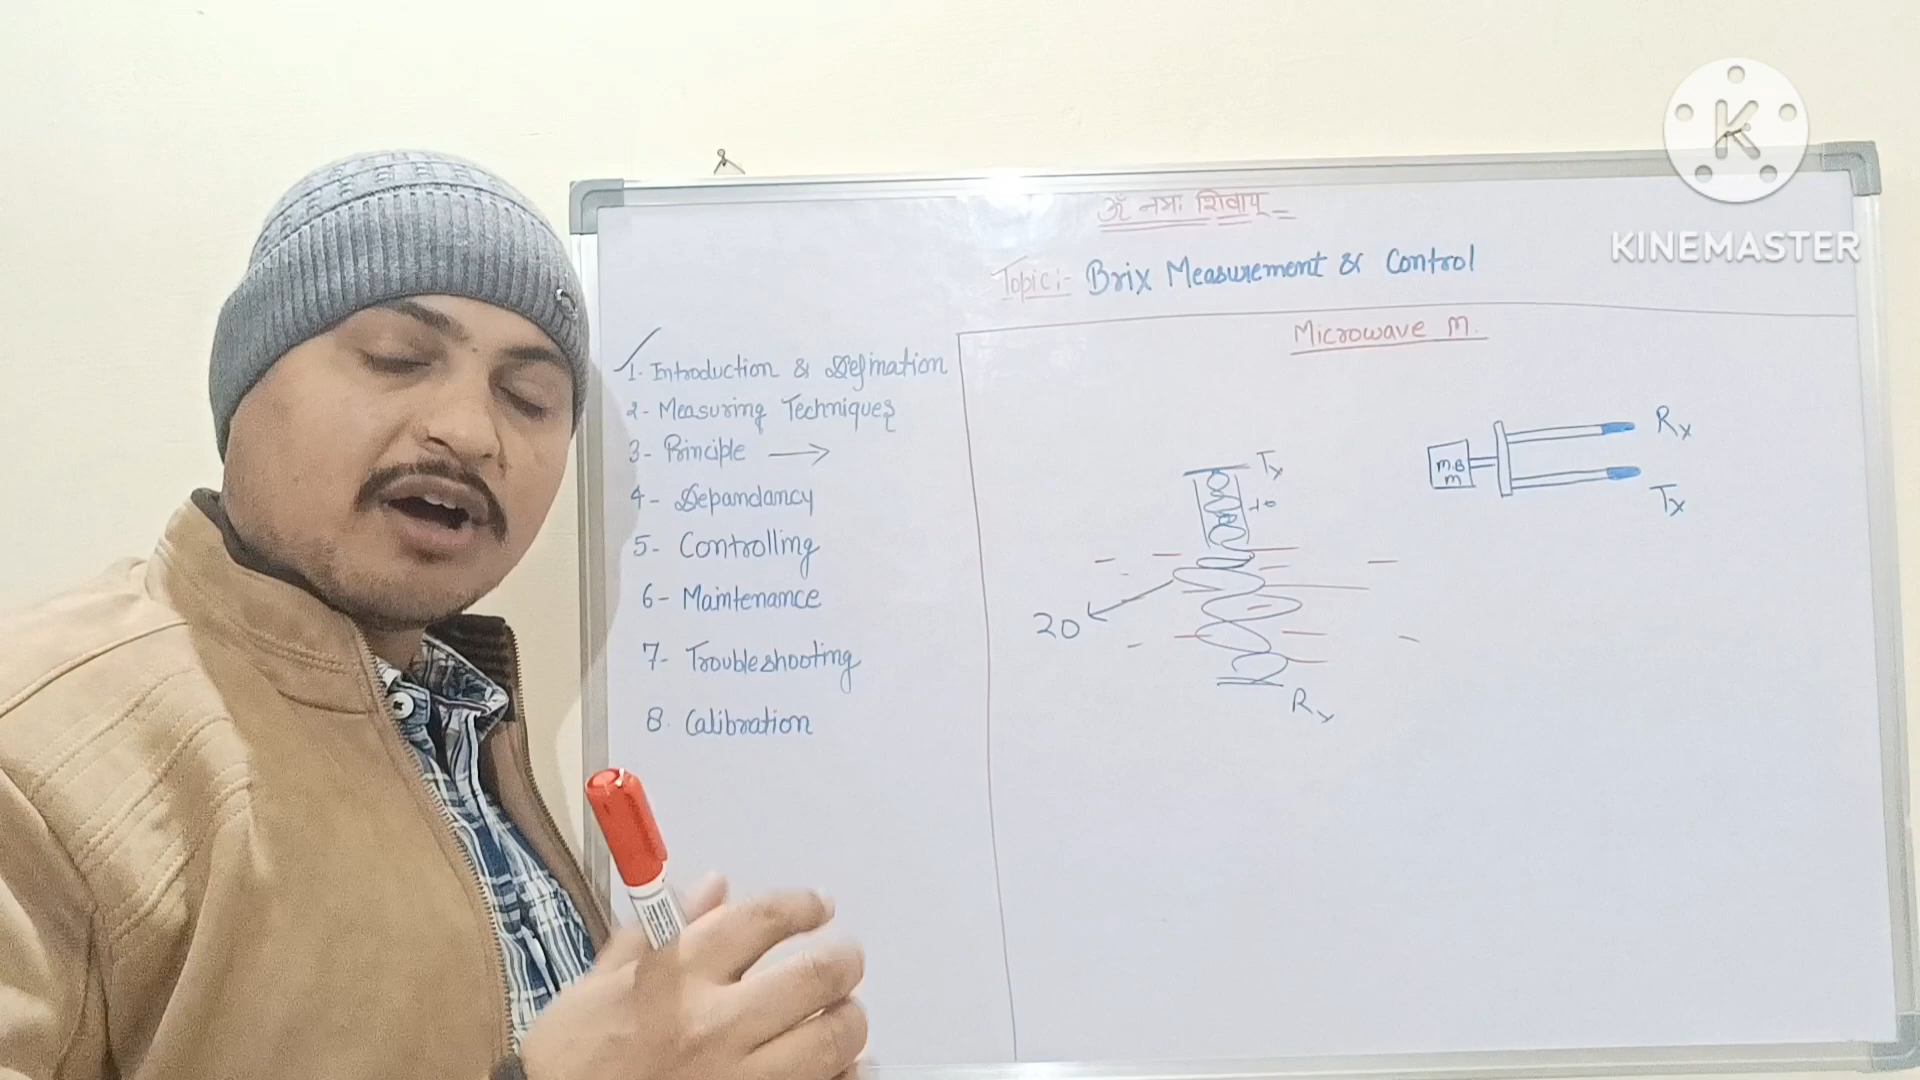 ॐ नमः शिवाय
Topic:- Brix Measurement & Control
Microwave M.
1- Introduction & Defination
2- Measuring Techniques
3- Principle →
4- Depandancy
5- Controlling
6- Maintenance
7- Troubleshooting
8. Calibration
Tx
20
Rx
M.B
m
Rx
Tx
K
KINEMASTER